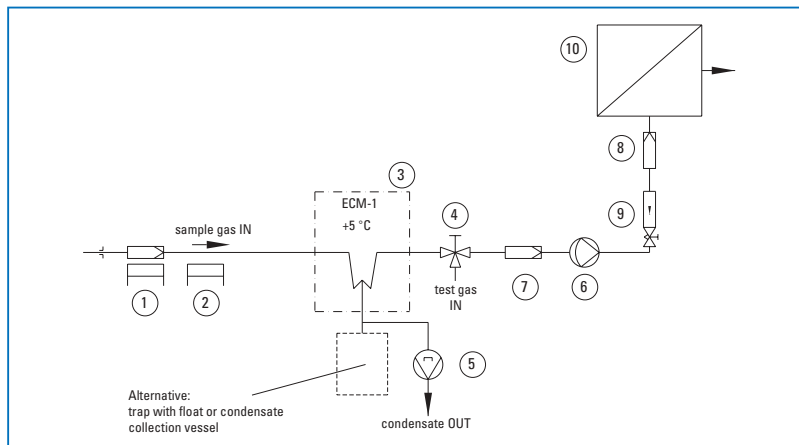 10
8
3
ECM-1
+5 °C
4
9
sample gas IN
test gas
IN
1
2
7
6
5
Alternative:
trap with float or condensate
collection vessel
condensate OUT